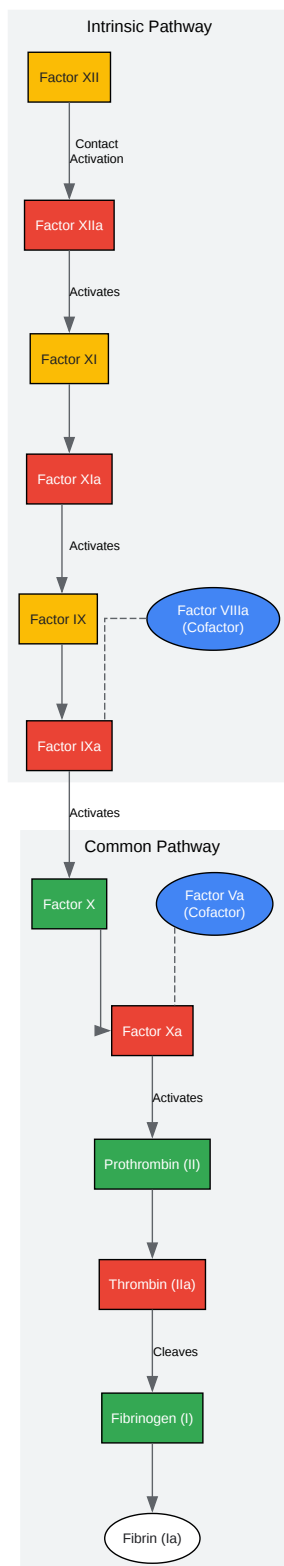 Intrinsic Pathway
Factor XII
Contact
Activation
Factor XIIa
Activates
Factor XI
Factor XIa
Activates
Factor IX
Factor VIIIa
(Cofactor)
Factor IXa
Activates
Common Pathway
Factor X
Factor Va
(Cofactor)
Factor Xa
Activates
Prothrombin (II)
Thrombin (IIa)
Cleaves
Fibrinogen (I)
Fibrin (Ia)